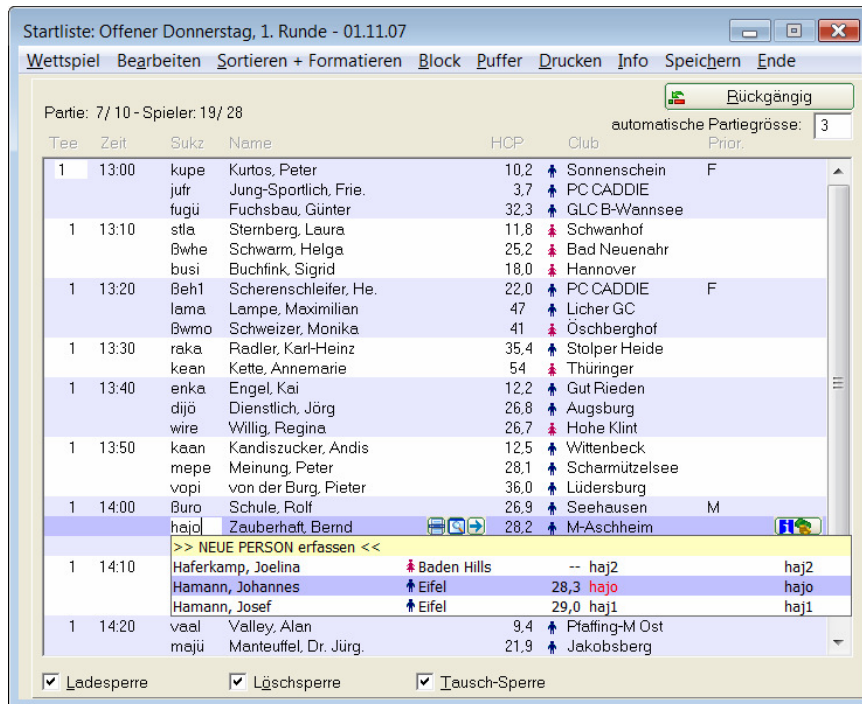 Startliste: Offener Donnerstag, 1. Runde - 01.11.07
Wettspiel Bearbeiten Sortieren + Formatieren Block Puffer Drucken Info Speichern Ende
Rückgängig
Partie: 7/ 10 - Spieler: 19/ 28
automatische Partiegrösse: 3
Tee Zeit Sukz Name HCP Club Prior.
1 13:00 kupe Kurtos, Peter 10,2 Sonnenschein F
jufr Jung-Sportlich, Frie. 3,7 PC CADDIE
fugü Fuchsbau, Günter 32,3 GLC B-Wannsee
1 13:10 stla Sternberg, Laura 11,8 Schwanhof
ßwhe Schwarm, Helga 25,2 Bad Neuenahr
busi Buchfink, Sigrid 18,0 Hannover
1 13:20 ßeh1 Scherenschleifer, He. 22,0 PC CADDIE F
lama Lampe, Maximilian 47 Licher GC
ßwmo Schweizer, Monika 41 Öschberghof
1 13:30 raka Radler, Karl-Heinz 35,4 Stolper Heide
kean Kette, Annemarie 54 Thüringer
1 13:40 enka Engel, Kai 12,2 Gut Rieden
dijö Dienstlich, Jörg 26,8 Augsburg
wire Willig, Regina 26,7 Hohe Klint
1 13:50 kaan Kandiszucker, Andis 12,5 Wittenbeck
mepe Meinung, Peter 28,1 Scharmützelsee
vopi von der Burg, Pieter 36,0 Lüdersburg
1 14:00 ßuro Schule, Rolf 26,9 Seehausen M
hajo Zauberhaft, Bernd 28,2 M-Aschheim
>> NEUE PERSON erfassen <<
1 14:10 Haferkamp, Joelina Baden Hills -- haj2 haj2
Hamann, Johannes Eifel 28,3 hajo hajo
Hamann, Josef Eifel 29,0 haj1 haj1
1 14:20 vaal Valley, Alan 9,4 Pfaffing-M Ost
majü Manteuffel, Dr. Jürg. 21,9 Jakobsberg
Ladesperre Löschsperre Tausch-Sperre